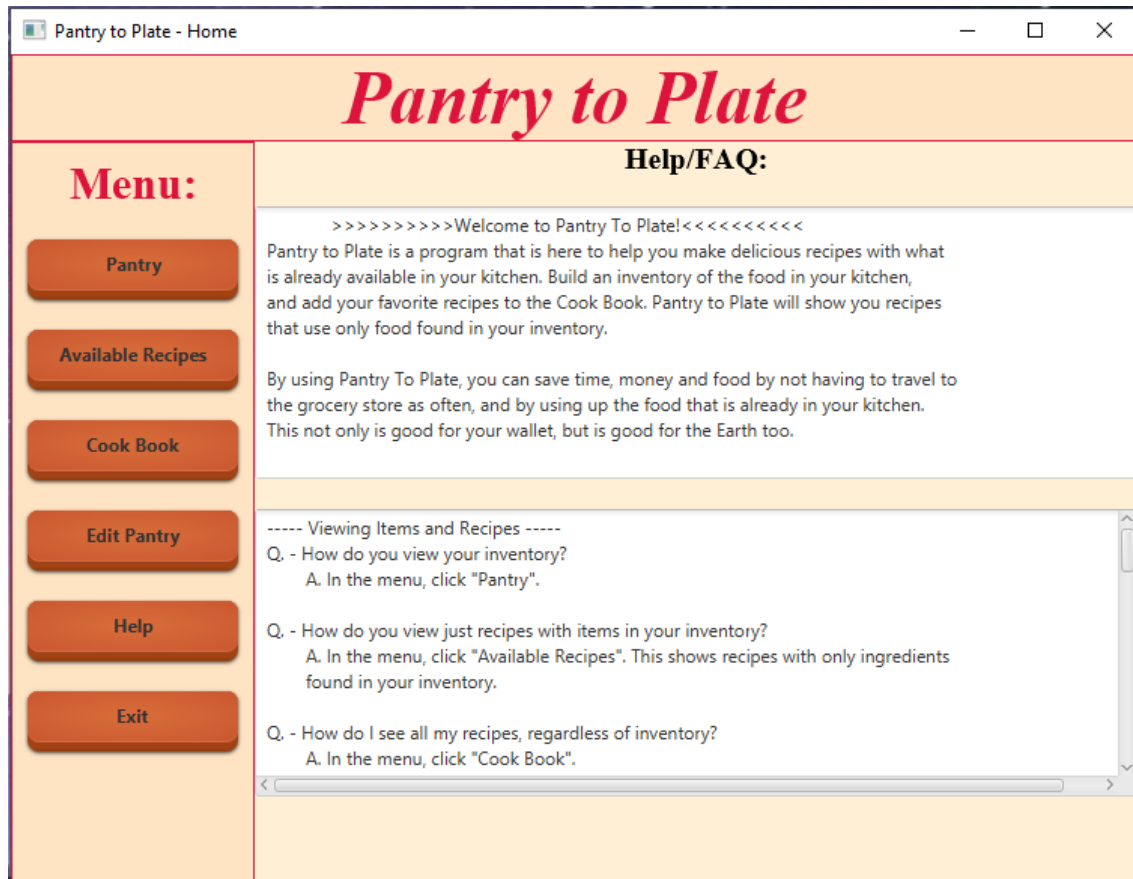 Pantry to Plate - Home
Pantry to Plate
Menu:
Pantry
Available Recipes
Cook Book
Edit Pantry
Help
Exit
Help/FAQ:
>>>>>>>>>>Welcome to Pantry To Plate!<<<<<<<<<<
Pantry to Plate is a program that is here to help you make delicious recipes with what
is already available in your kitchen. Build an inventory of the food in your kitchen,
and add your favorite recipes to the Cook Book. Pantry to Plate will show you recipes
that use only food found in your inventory.
By using Pantry To Plate, you can save time, money and food by not having to travel to
the grocery store as often, and by using up the food that is already in your kitchen.
This not only is good for your wallet, but is good for the Earth too.
----- Viewing Items and Recipes -----
Q. - How do you view your inventory?
A. In the menu, click "Pantry".
Q. - How do you view just recipes with items in your inventory?
A. In the menu, click "Available Recipes". This shows recipes with only ingredients
found in your inventory.
Q. - How do I see all my recipes, regardless of inventory?
A. In the menu, click "Cook Book".